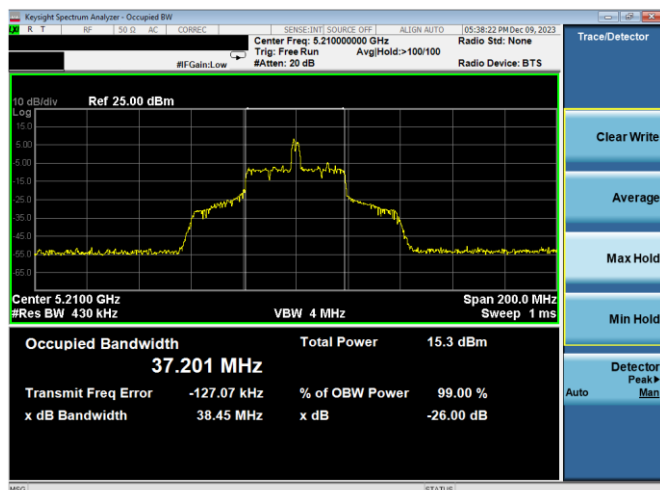 Keysight Spectrum Analyzer - Occupied BW
R T RF 50 Ω AC CORREC SENSE:INT SOURCE OFF ALIGN AUTO 05:38:22 PM Dec 09, 2023
Center Freq: 5.210000000 GHz Radio Std: None
Trig: Free Run Avg|Hold:>100/100
#IFGain:Low #Atten: 20 dB Radio Device: BTS
Trace/Detector
10 dB/div Ref 25.00 dBm
Log
15.0
5.00
-5.00
-15.0
-25.0
-35.0
-45.0
-55.0
-65.0
Center 5.2100 GHz Span 200.0 MHz
#Res BW 430 kHz VBW 4 MHz Sweep 1 ms
Occupied Bandwidth Total Power 15.3 dBm
37.201 MHz
Transmit Freq Error -127.07 kHz % of OBW Power 99.00 %
x dB Bandwidth 38.45 MHz x dB -26.00 dB
Clear Write
Average
Max Hold
Min Hold
Detector
Peak▶
Auto Man
MSG STATUS